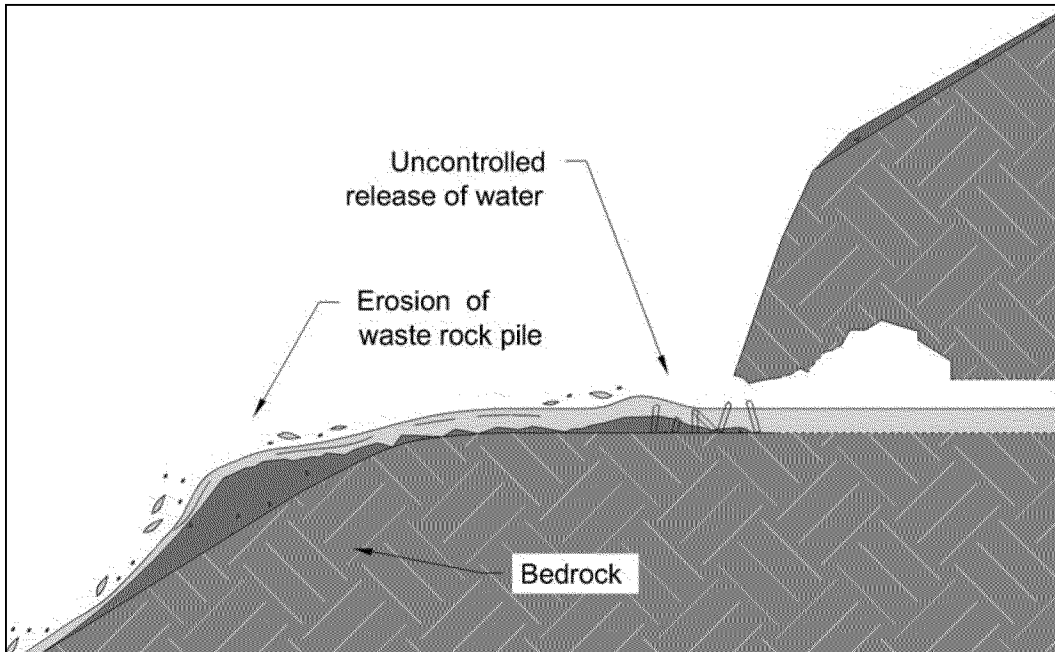 Uncontrolled
release of water
Erosion of
waste rock pile
Bedrock